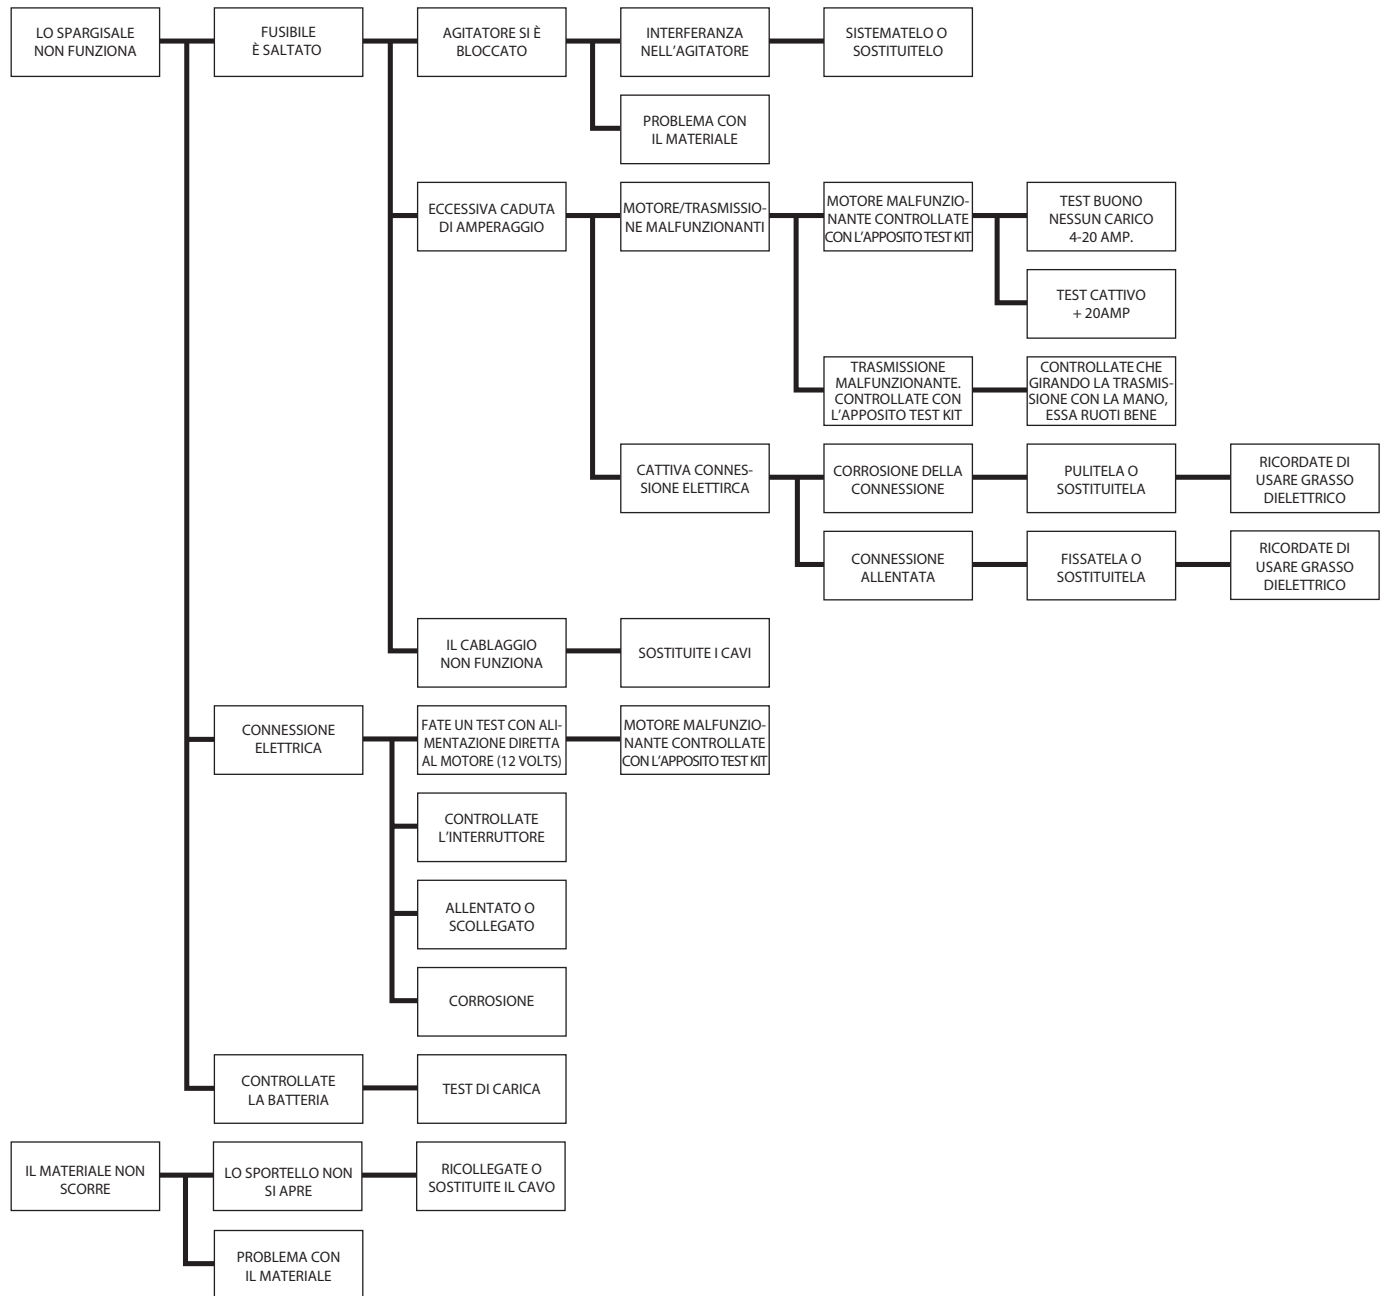 LO SPARGISALE
NON FUNZIONA
FUSIBILE
È SALTATO
AGITATORE SI È
BLOCCATO
INTERFERANZA
NELL'AGITATORE
SISTEMATELO O
SOSTITUITELO
PROBLEMA CON
IL MATERIALE
ECCESSIVA CADUTA
DI AMPERAGGIO
MOTORE/TRASMISSIO-
NE MALFUNZIONANTI
MOTORE MALFUNZIO-
NANTE CONTROLLATE
CON L'APPOSITO TEST KIT
TEST BUONO
NESSUN CARICO
4-20 AMP.
TEST CATTIVO
+ 20AMP
TRASMISSIONE
MALFUNZIONANTE.
CONTROLLATE CON
L'APPOSITO TEST KIT
CONTROLLATE CHE
GIRANDO LA TRASMIS-
SIONE CON LA MANO,
ESSA RUOTI BENE
CATTIVA CONNES-
SIONE ELETTIRCA
CORROSIONE DELLA
CONNESSIONE
PULITELA O
SOSTITUITELA
RICORDATE DI
USARE GRASSO
DIELETTRICO
CONNESSIONE
ALLENTATA
FISSATELA O
SOSTITUITELA
RICORDATE DI
USARE GRASSO
DIELETTRICO
IL CABLAGGIO
NON FUNZIONA
SOSTITUITE I CAVI
CONNESSIONE
ELETTRICA
FATE UN TEST CON ALI-
MENTAZIONE DIRETTA
AL MOTORE (12 VOLTS)
MOTORE MALFUNZIO-
NANTE CONTROLLATE
CON L'APPOSITO TEST KIT
CONTROLLATE
L'INTERRUTTORE
ALLENTATO O
SCOLLEGATO
CORROSIONE
CONTROLLATE
LA BATTERIA
TEST DI CARICA
IL MATERIALE NON
SCORRE
LO SPORTELLO NON
SI APRE
RICOLLEGATE O
SOSTITUITE IL CAVO
PROBLEMA CON
IL MATERIALE